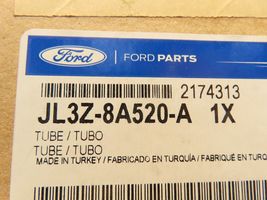 Ford FORD PARTS
2174313
JL3Z-8A520-A 1X
TUBE / TUBO
TUBE / TUBO
MADE IN TURKEY / FABRICADO EN TURQUÍA / FABRIQUÉ EN TUR